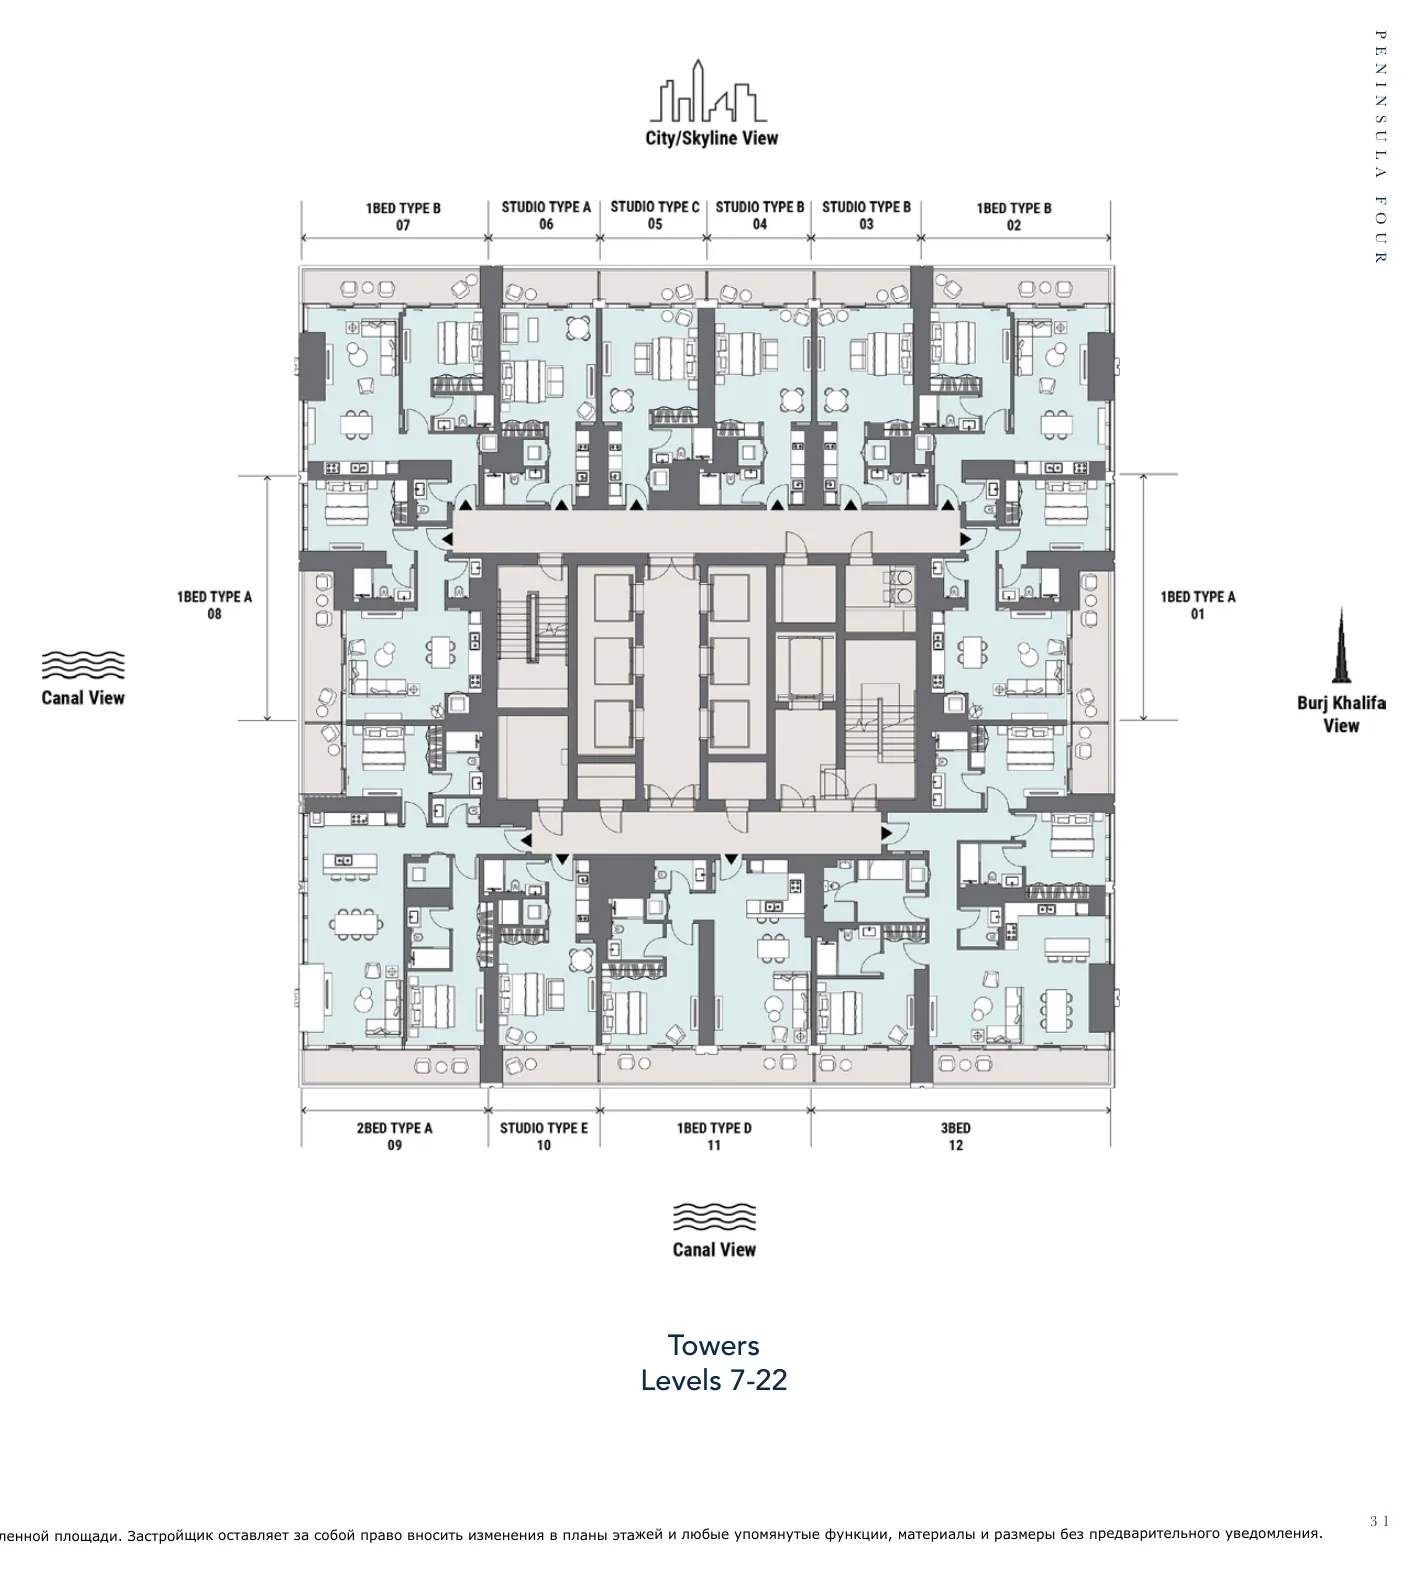 PENINSULA FOUR
City/Skyline View
1BED TYPE B
07
STUDIO TYPE A
06
STUDIO TYPE C
05
STUDIO TYPE B
04
STUDIO TYPE B
03
1BED TYPE B
02
1BED TYPE A
08
1BED TYPE A
01
Canal View
Burj Khalifa
View
2BED TYPE A
09
STUDIO TYPE E
10
1BED TYPE D
11
3BED
12
Canal View
Towers
Levels 7-22
31
ленной площади. Застройщик оставляет за собой право вносить изменения в планы этажей и любые упомянутые функции, материалы и размеры без предварительного уведомления.